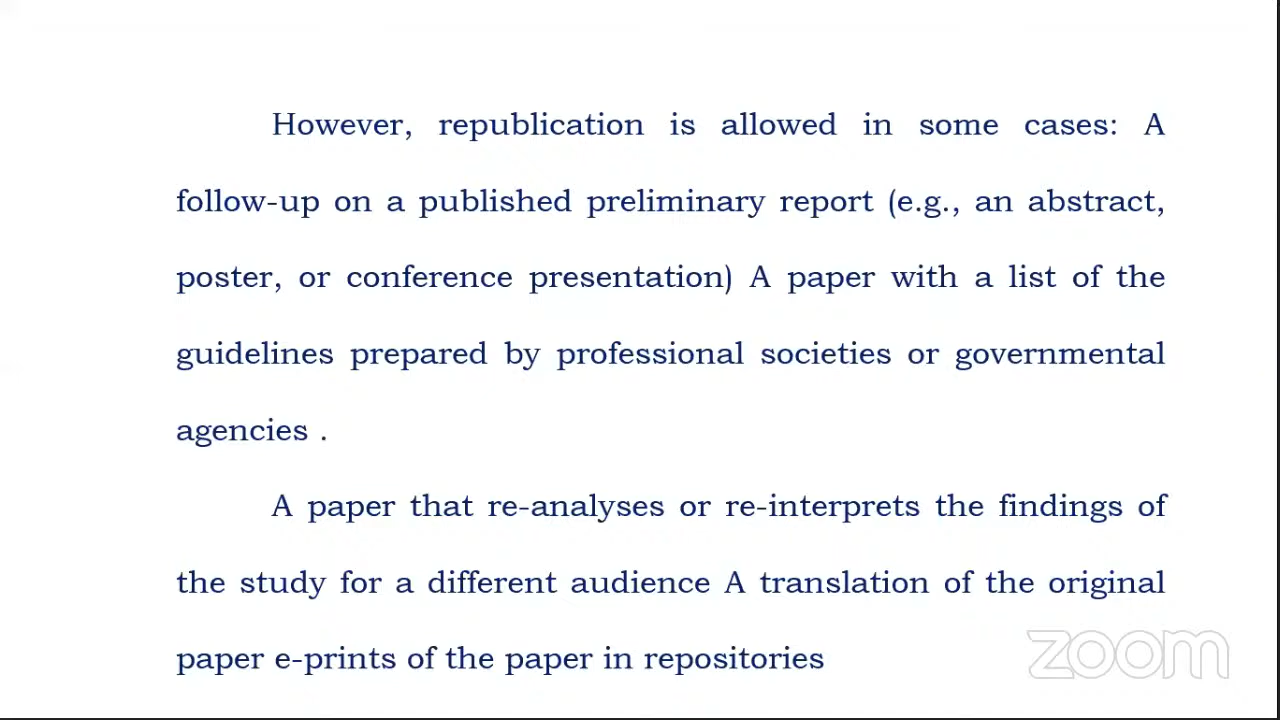 However, republication is allowed in some cases: A
follow-up on a published preliminary report (e.g., an abstract,
poster, or conference presentation) A paper with a list of the
guidelines prepared by professional societies or governmental
agencies .
A paper that re-analyses or re-interprets the findings of
the study for a different audience A translation of the original
paper e-prints of the paper in repositories
zoom